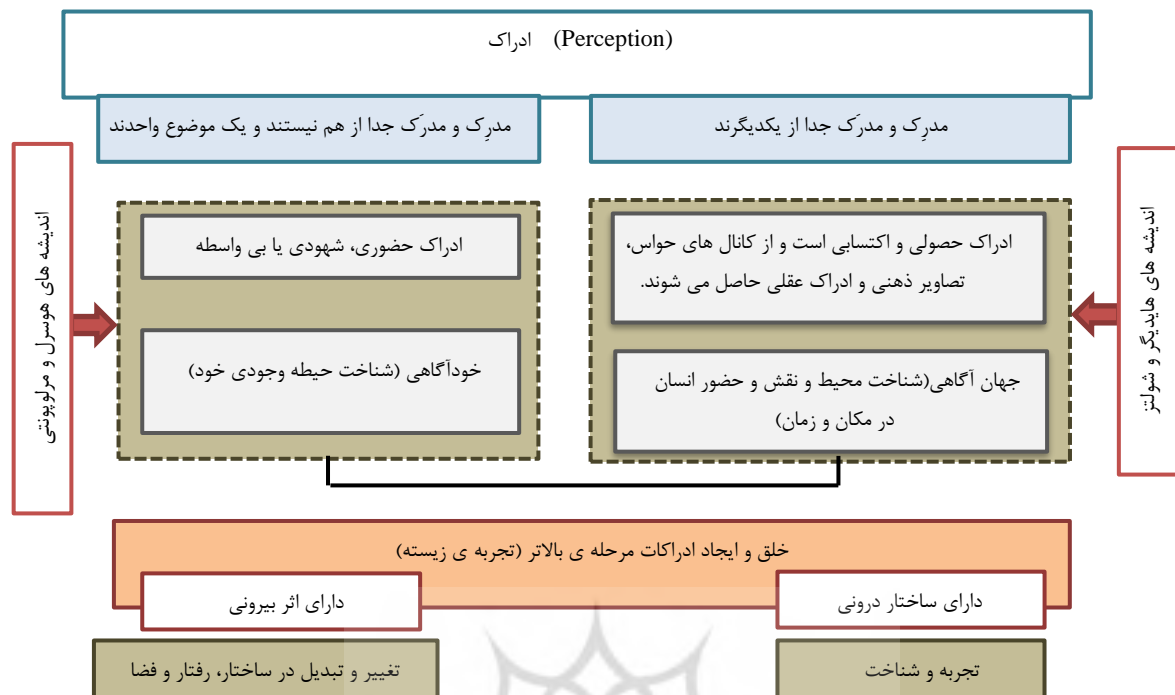 ادراک (Perception)
مدرِک و مدرَک جدا از یکدیگرند
مدرِک و مدرَک جدا از هم نیستند و یک موضوع واحدند
اندیشه های هایدیگر و شولتز
ادراک حصولی و اکتسابی است و از کانال های حواس،
تصاویر ذهنی و ادراک عقلی حاصل می شوند.
جهان آگاهی(شناخت محیط و نقش و حضور انسان
در مکان و زمان)
ادراک حضوری، شهودی یا بی واسطه
خودآگاهی (شناخت حیطه وجودی خود)
اندیشه های هوسرل و مرلوپونتی
خلق و ایجاد ادراکات مرحله ی بالاتر (تجربه ی زیسته)
دارای ساختار درونی
دارای اثر بیرونی
تجربه و شناخت
تغییر و تبدیل در ساختار، رفتار و فضا